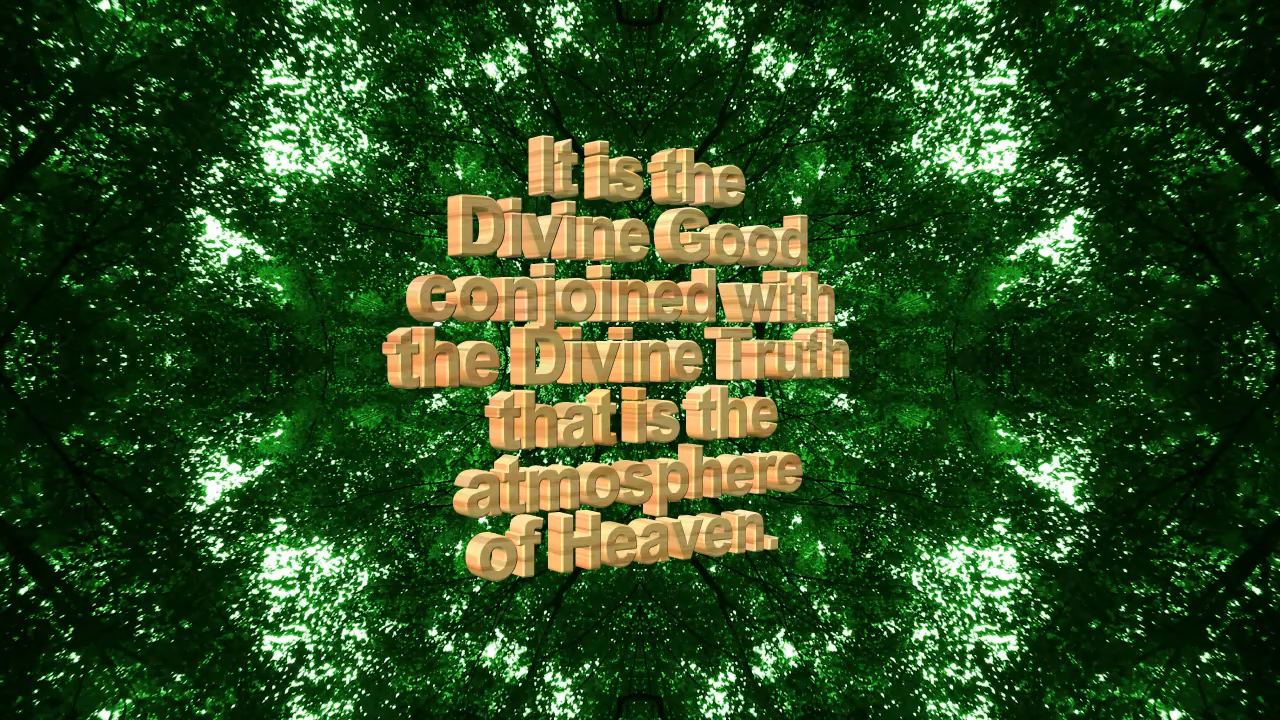 It is the
Divine Good
conjoined with
the Divine Truth
that is the
atmosphere
of Heaven.